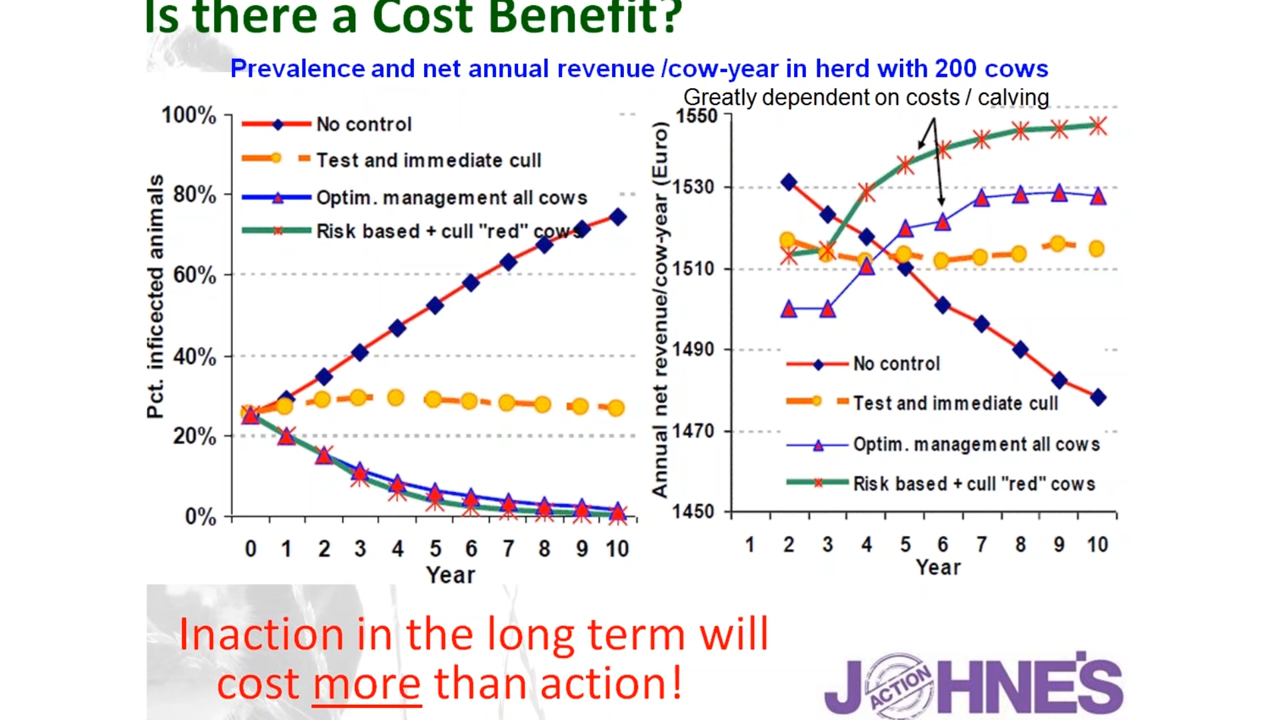 Is there a Cost Benefit?
Prevalence and net annual revenue /cow-year in herd with 200 cows
Greatly dependent on costs / calving
Pct. inficected animals
100%
80%
60%
40%
20%
0%
No control
Test and immediate cull
Optim. management all cows
Risk based + cull "red" cows
0 1 2 3 4 5 6 7 8 9 10
Year
Annual net revenue/cow-year (Euro)
1550
1530
1510
1490
1470
1450
No control
Test and immediate cull
Optim. management all cows
Risk based + cull "red" cows
1 2 3 4 5 6 7 8 9 10
Year
Inaction in the long term will
cost more than action!
ACTION
JOHNE'S